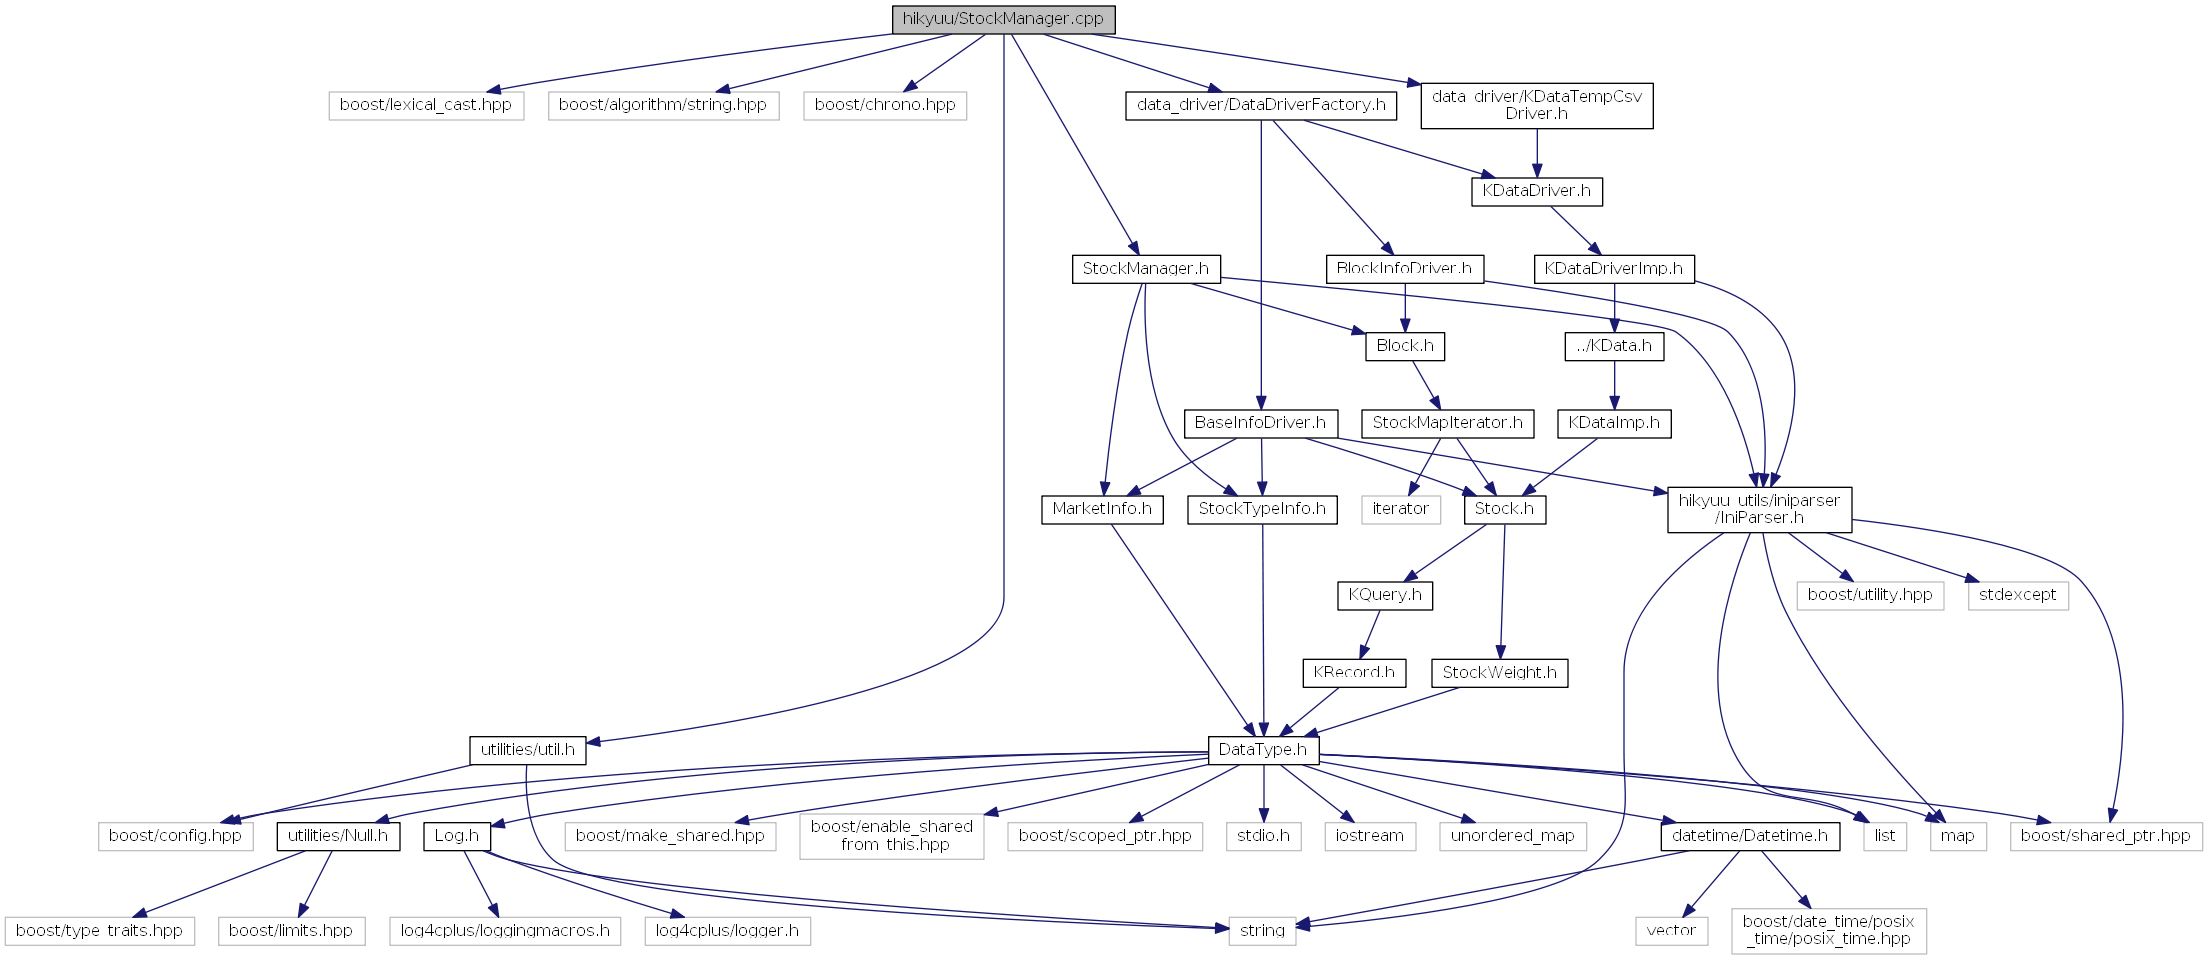 hikyuu/StockManager.cpp
boost/lexical_cast.hpp
boost/algorithm/string.hpp
boost/chrono.hpp
data_driver/DataDriverFactory.h
data_driver/KDataTempCsv
Driver.h
KDataDriver.h
StockManager.h
BlockInfoDriver.h
KDataDriverImp.h
Block.h
../KData.h
BaseInfoDriver.h
StockMapIterator.h
KDataImp.h
MarketInfo.h
StockTypeInfo.h
iterator
Stock.h
hikyuu_utils/iniparser
/IniParser.h
KQuery.h
boost/utility.hpp
stdexcept
KRecord.h
StockWeight.h
utilities/util.h
DataType.h
boost/config.hpp
utilities/Null.h
Log.h
boost/make_shared.hpp
boost/enable_shared
_from_this.hpp
boost/scoped_ptr.hpp
stdio.h
iostream
unordered_map
datetime/Datetime.h
list
map
boost/shared_ptr.hpp
boost/type_traits.hpp
boost/limits.hpp
log4cplus/loggingmacros.h
log4cplus/logger.h
string
vector
boost/date_time/posix
_time/posix_time.hpp